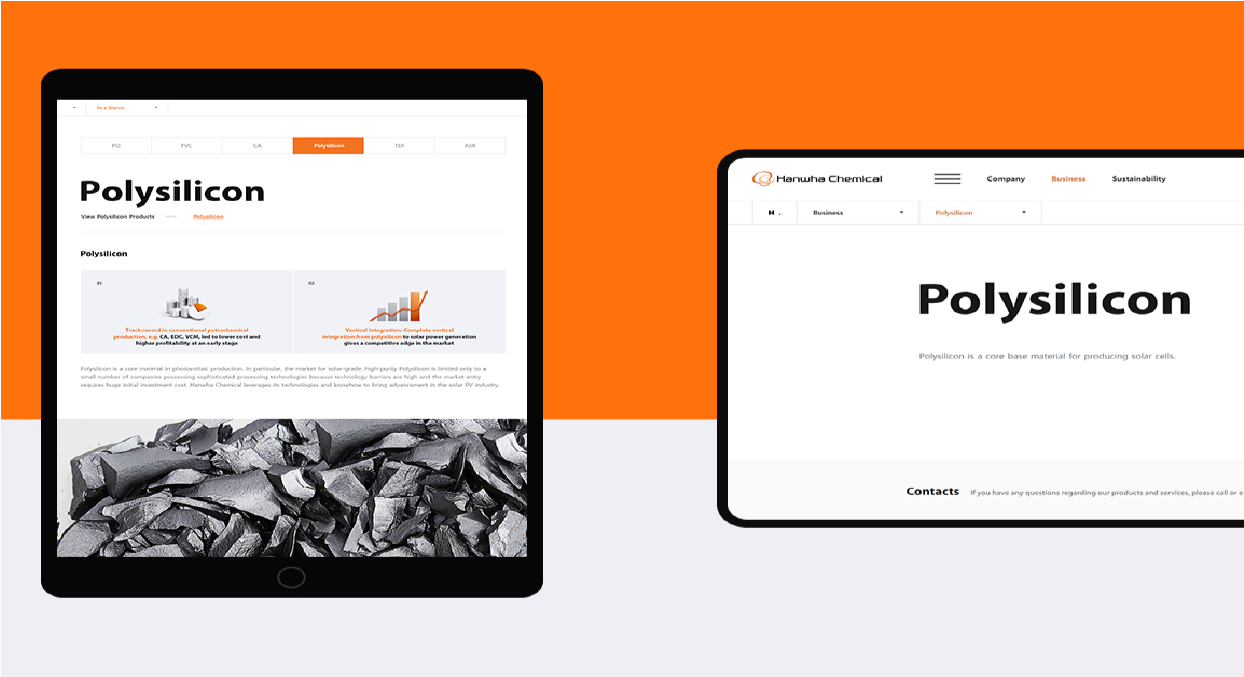 As at Glance
PO PVC CA Polysilicon TEX ASR
Polysilicon
View Polysilicon Products Polysilicon
Polysilicon
01
Track record in conventional petrochemical
production, e.g. CA, EDC, VCM, led to lower cost and
higher profitability at an early stage
02
Vertical Integration: Complete vertical
integration from polysilicon to solar power generation
gives a competitive edge in the market
Polysilicon is a core material in photovoltaic production. In particular, the market for solar-grade, high-purity Polysilicon is limited only to a
small number of companies possessing sophisticated processing technologies because technology barriers are high and the market entry
requires huge initial investment cost. Hanwha Chemical leverages its technologies and knowhow to bring advancement in the solar PV industry.
Hanwha Chemical Company Business Sustainability
H . Business Polysilicon
Polysilicon
Polysilicon is a core base material for producing solar cells.
Contacts If you have any questions regarding our products and services, please call or e